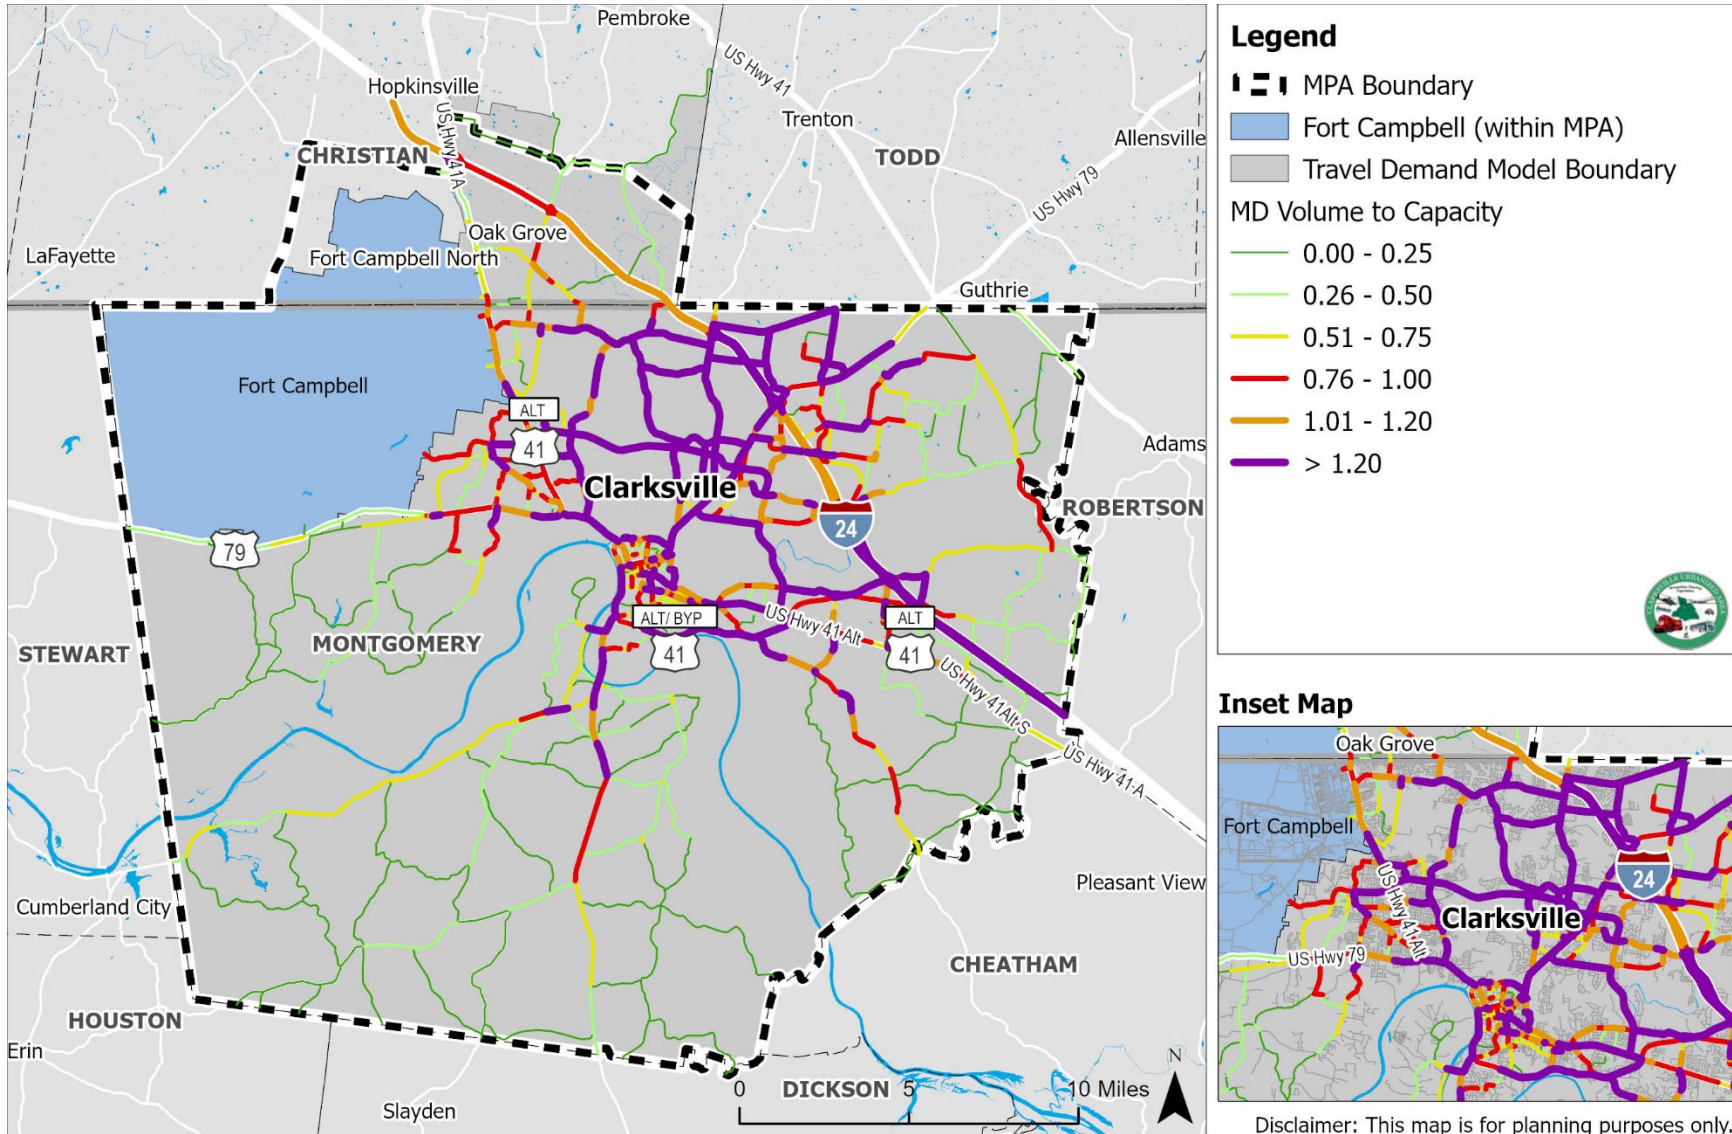 Pembroke
US Hwy 41
Hopkinsville
US Hwy 41A
Trenton
Allensville
CHRISTIAN
TODD
US Hwy 79
Oak Grove
LaFayette
Fort Campbell North
Guthrie
Fort Campbell
ALT
41
Adams
Clarksville
ROBERTSON
24
79
ALT/ BYP
41
US Hwy 41 Alt
ALT
41
STEWART
MONTGOMERY
US Hwy 41Alt S
US Hwy 41 A
Pleasant View
Cumberland City
CHEATHAM
HOUSTON
Erin
N
0 5 10 Miles
DICKSON
Slayden
Legend
MPA Boundary
Fort Campbell (within MPA)
Travel Demand Model Boundary
MD Volume to Capacity
0.00 - 0.25
0.26 - 0.50
0.51 - 0.75
0.76 - 1.00
1.01 - 1.20
> 1.20
Inset Map
Oak Grove
Fort Campbell
24
US Hwy 41 Alt
Clarksville
US Hwy 79
Disclaimer: This map is for planning purposes only.